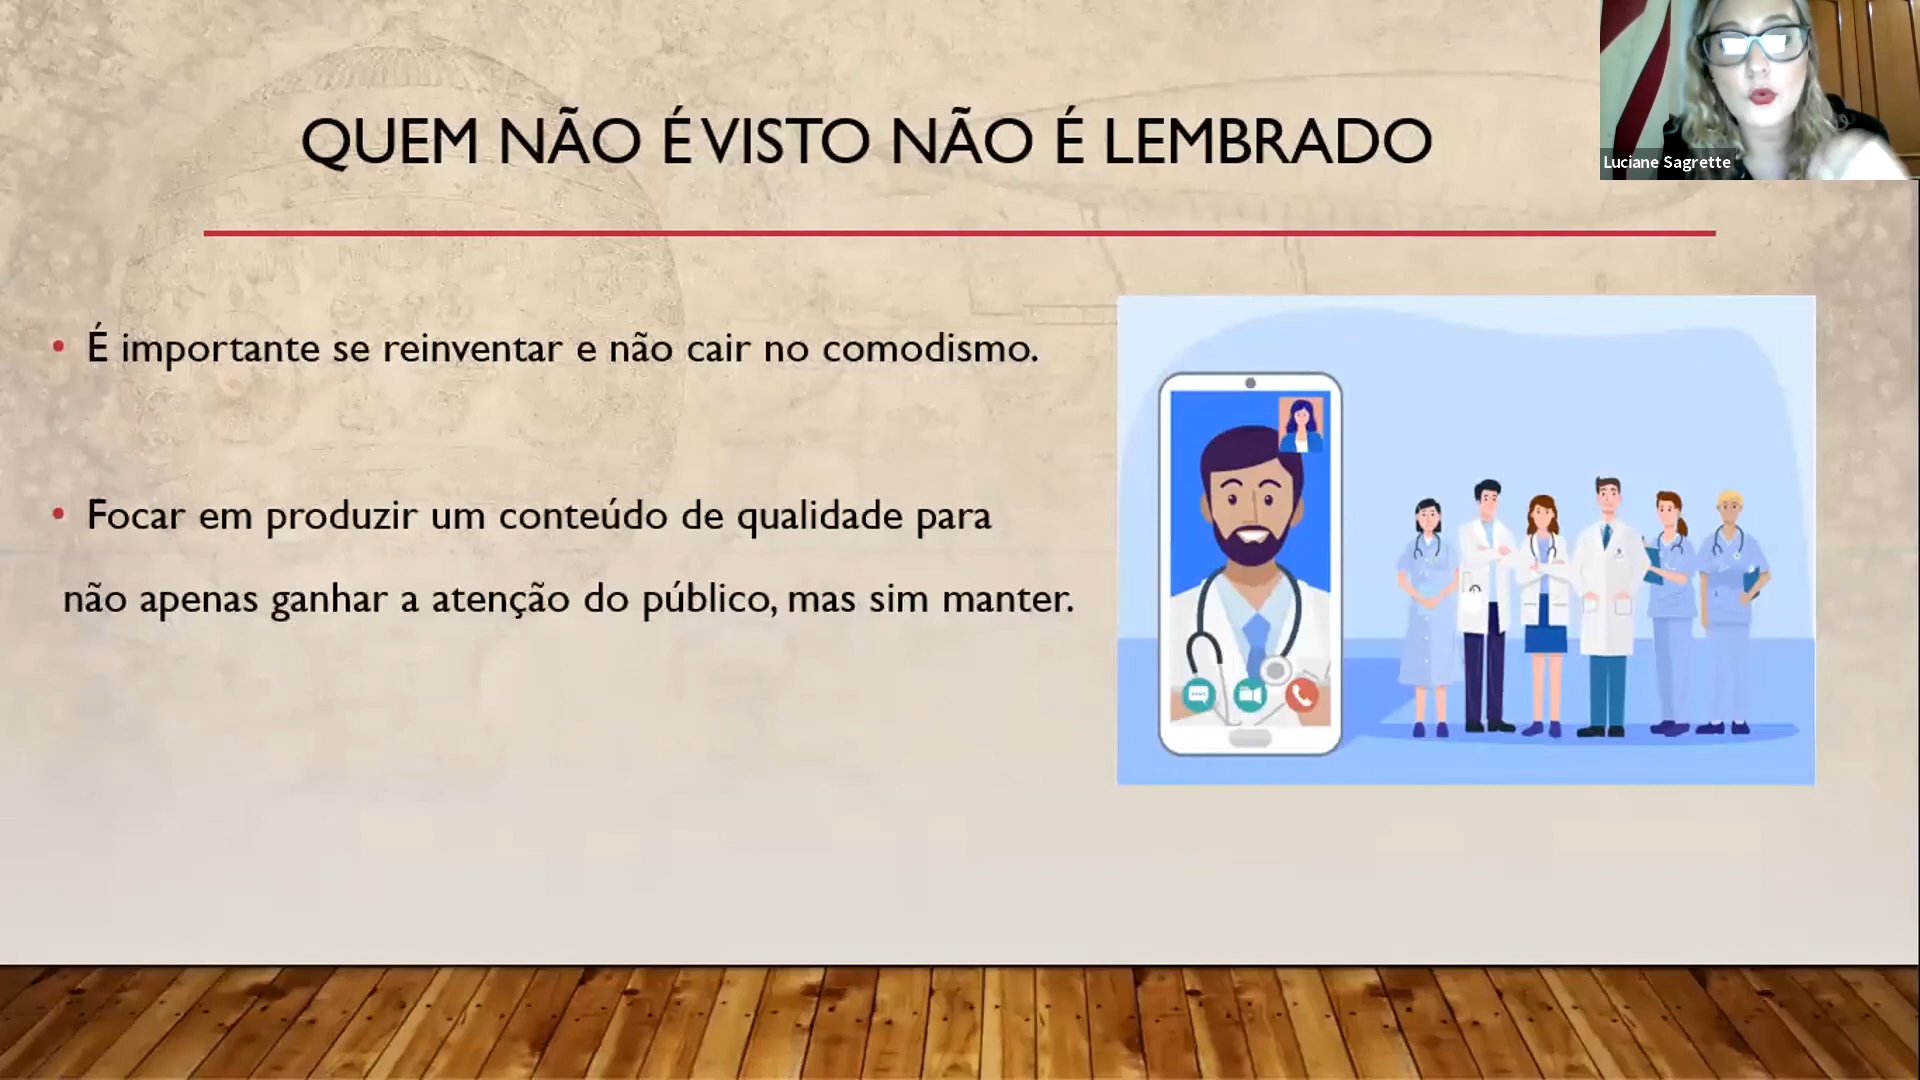 QUEM NÃO É VISTO NÃO É LEMBRADO
Luciane Sagrette
• É importante se reinventar e não cair no comodismo.
• Focar em produzir um conteúdo de qualidade para
não apenas ganhar a atenção do público, mas sim manter.